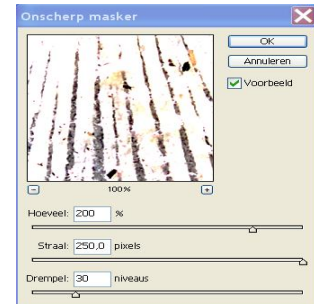 Onscherp masker
OK
Annuleren
Voorbeeld
100%
Hoeveel: 200 %
Straal: 250,0 pixels
Drempel: 30 niveaus